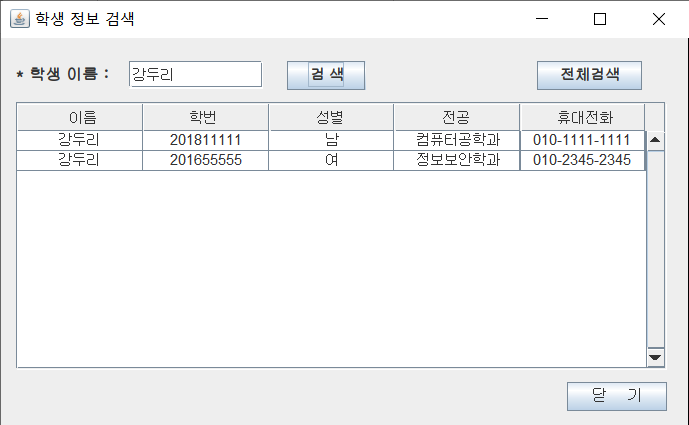 학생 정보 검색
* 학생 이름 : 강두리 검 색 전체검색
이름 학번 성별 전공 휴대전화
강두리 201811111 남 컴퓨터공학과 010-1111-1111
강두리 201655555 여 정보보안학과 010-2345-2345
닫 기